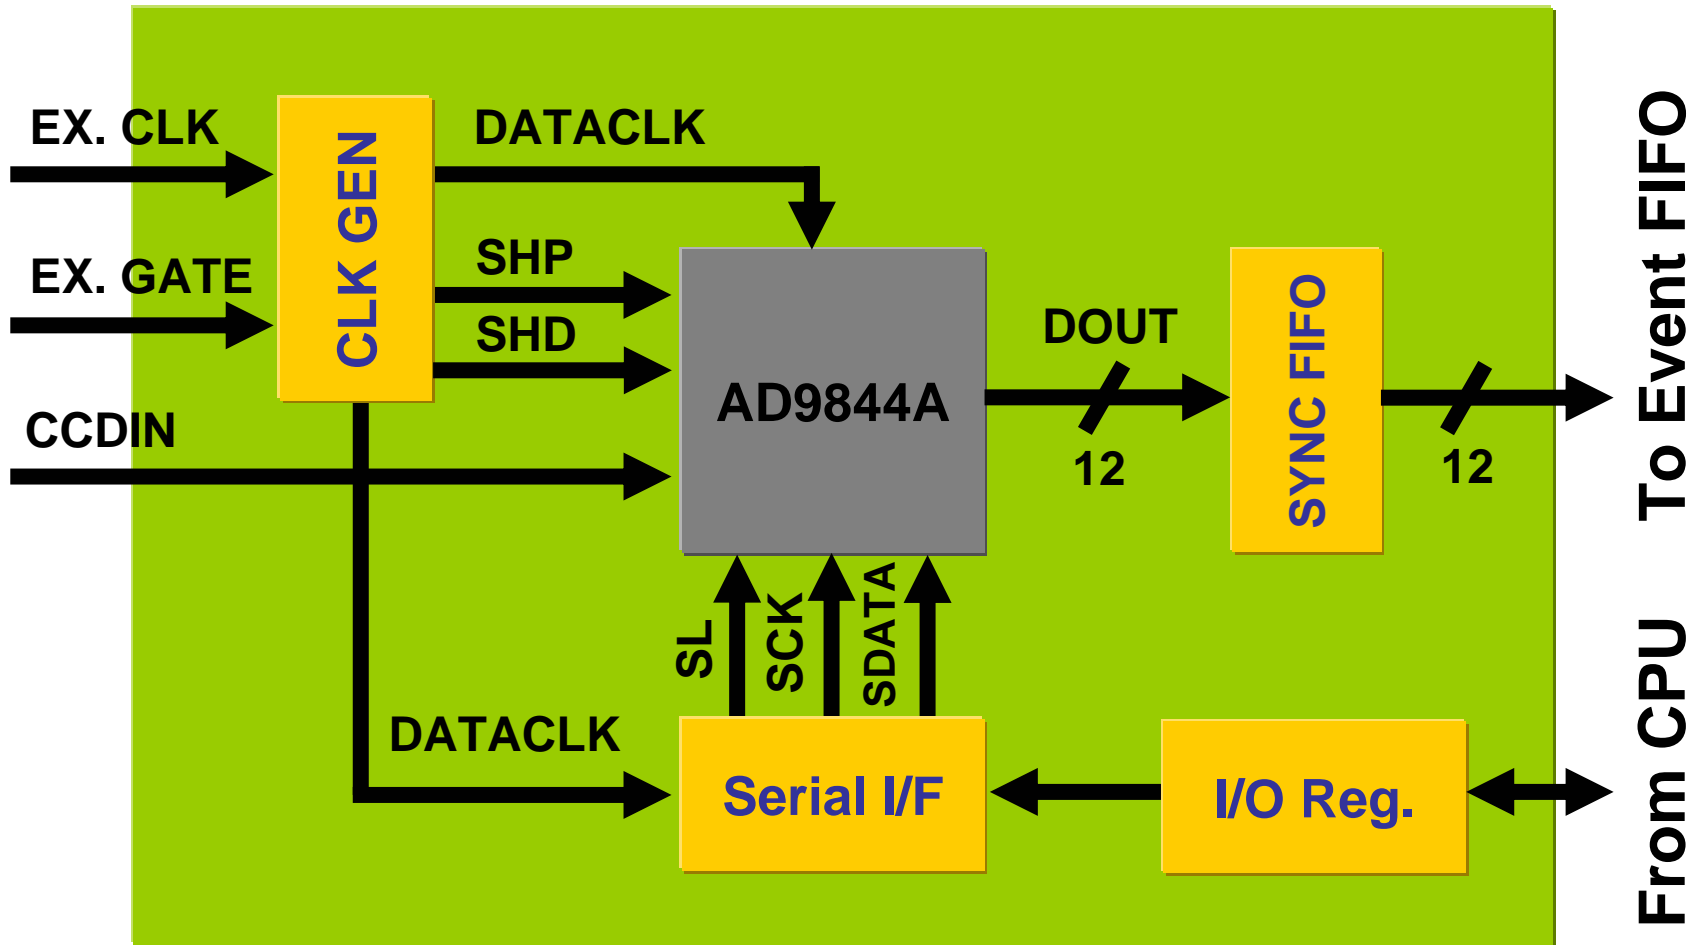 EX. CLK
EX. GATE
CCDIN
CLK GEN
DATACLK
SHP
SHD
AD9844A
DOUT
12
SYNC FIFO
12
To Event FIFO
SL
SCK
SDATA
DATACLK
Serial I/F
I/O Reg.
From CPU